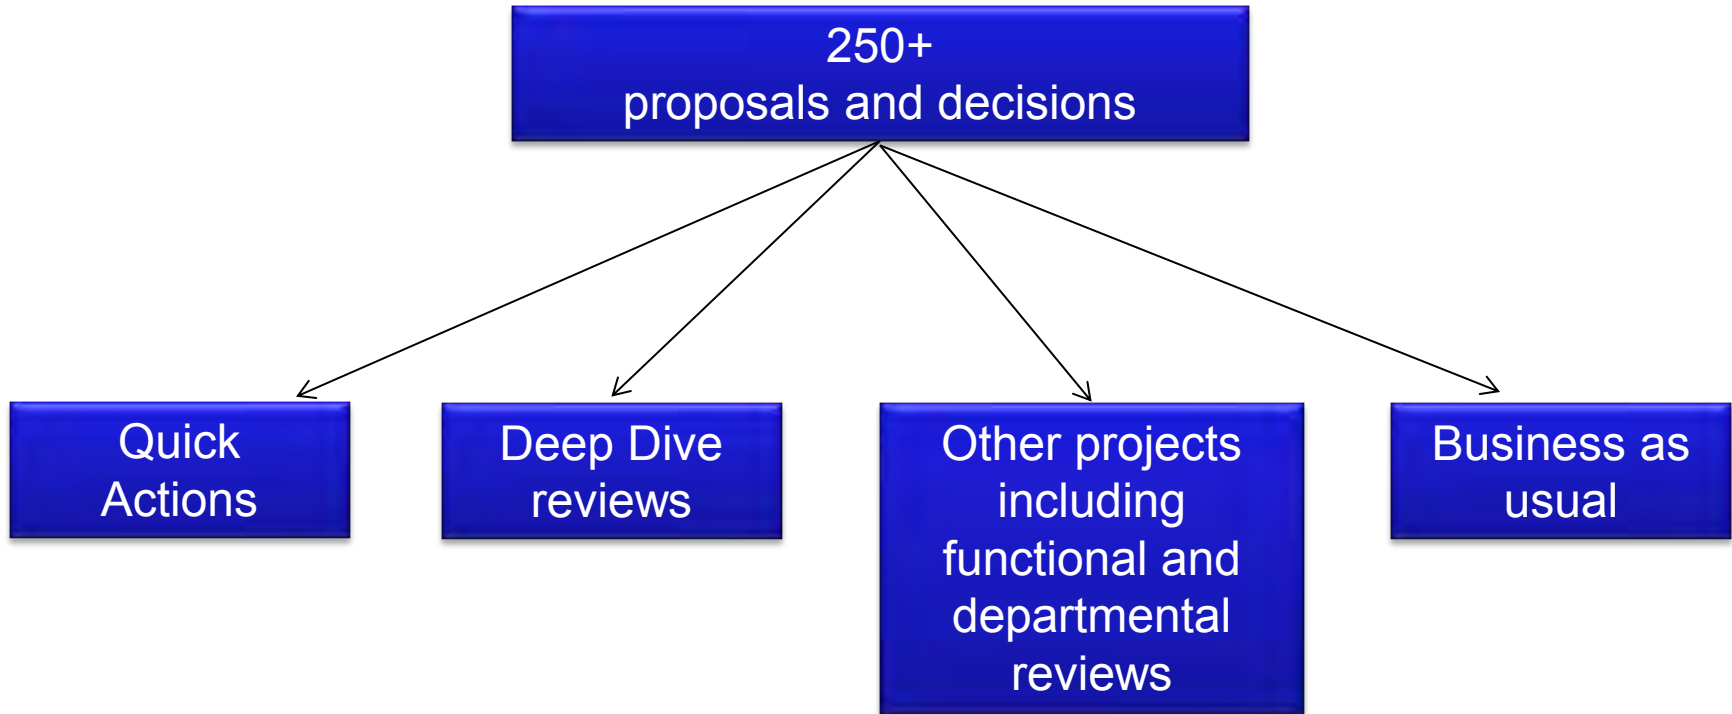 250+
proposals and decisions
Quick
Actions
Deep Dive
reviews
Other projects
including
functional and
departmental
reviews
Business as
usual